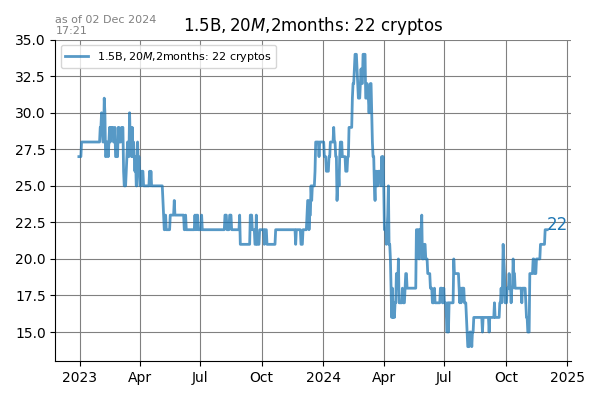 as of 02 Dec 2024
17:21
1.5B, 20M,2months: 22 cryptos
1.5B, 20M,2months: 22 cryptos
35.0
32.5
30.0
27.5
25.0
22.5
20.0
17.5
15.0
22
2023 Apr Jul Oct 2024 Apr Jul Oct 2025